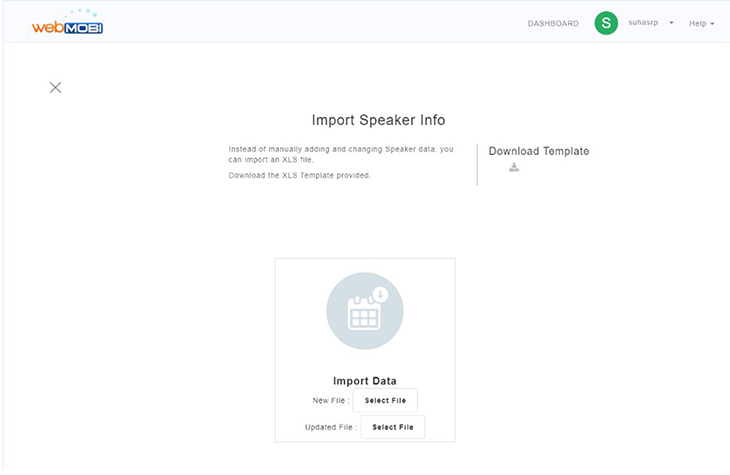 webMOBI
DASHBOARD
S
suhasrp
Help
Import Speaker Info
Instead of manually adding and changing Speaker data, you
can import an XLS file.
Download the XLS Template provided.
Download Template
Import Data
New File : Select File
Updated File : Select File